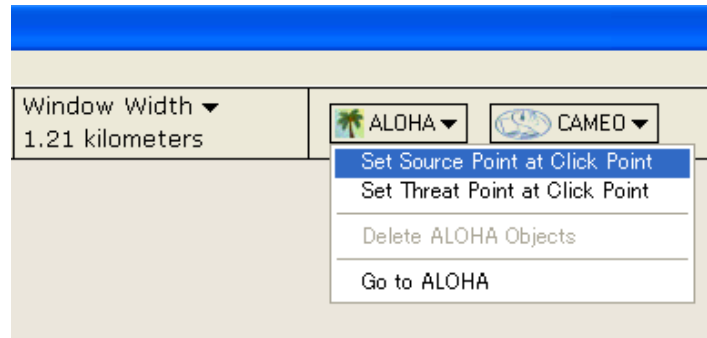 Window Width
1.21 kilometers
ALOHA
CAMEO
Set Source Point at Click Point
Set Threat Point at Click Point
Delete ALOHA Objects
Go to ALOHA